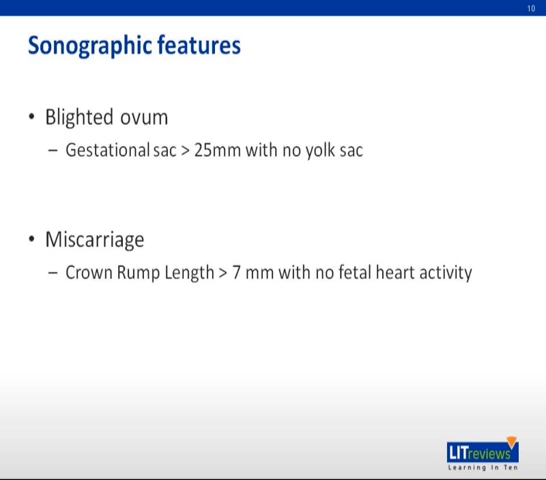 10
Sonographic features
• Blighted ovum
– Gestational sac > 25mm with no yolk sac
• Miscarriage
– Crown Rump Length > 7 mm with no fetal heart activity
LITreviews
Learning In Ten